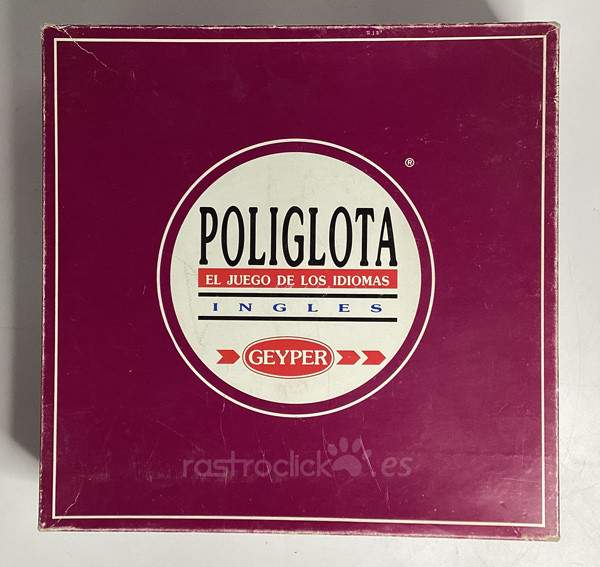 ®
POLIGLOTA
EL JUEGO DE LOS IDIOMAS
INGLES
GEYPER
rastroclick.es